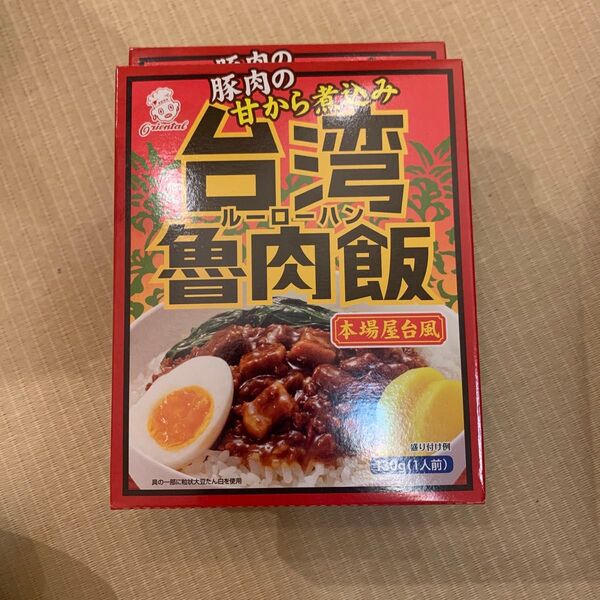 豚肉の
豚肉の
甘から煮込み
Oriental
台湾
ルーローハン
魯肉飯
本場屋台風
盛り付け例
130g(1人前)
具の一部に粒状大豆たん白を使用